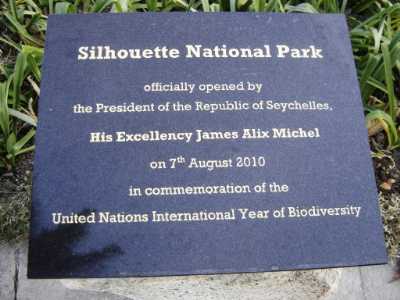 Silhouette National Park
officially opened by
the President of the Republic of Seychelles,
His Excellency James Alix Michel
on 7th August 2010
in commemoration of the
United Nations International Year of Biodiversity